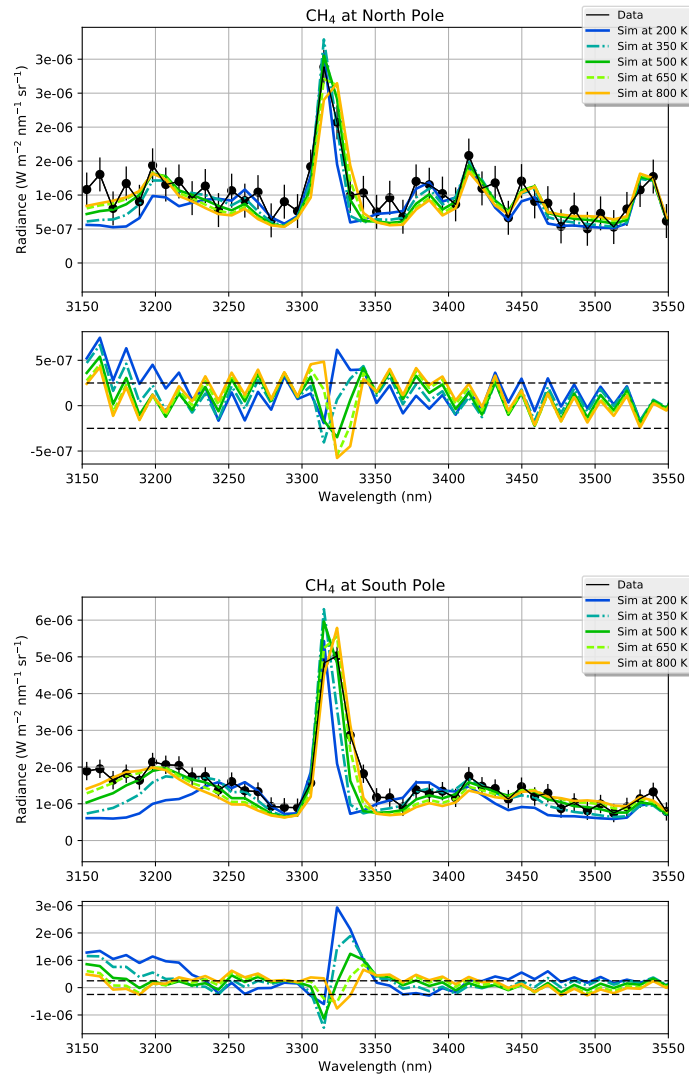 CH₄ at North Pole
Data
Sim at 200 K
Sim at 350 K
Sim at 500 K
Sim at 650 K
Sim at 800 K
Radiance (W m⁻² nm⁻¹ sr⁻¹)
3e-06
3e-06
2e-06
2e-06
1e-06
5e-07
0
3150 3200 3250 3300 3350 3400 3450 3500 3550
5e-07
0
-5e-07
3150 3200 3250 3300 3350 3400 3450 3500 3550
Wavelength (nm)
CH₄ at South Pole
Data
Sim at 200 K
Sim at 350 K
Sim at 500 K
Sim at 650 K
Sim at 800 K
Radiance (W m⁻² nm⁻¹ sr⁻¹)
6e-06
5e-06
4e-06
3e-06
2e-06
1e-06
0
3150 3200 3250 3300 3350 3400 3450 3500 3550
3e-06
2e-06
1e-06
0
-1e-06
3150 3200 3250 3300 3350 3400 3450 3500 3550
Wavelength (nm)